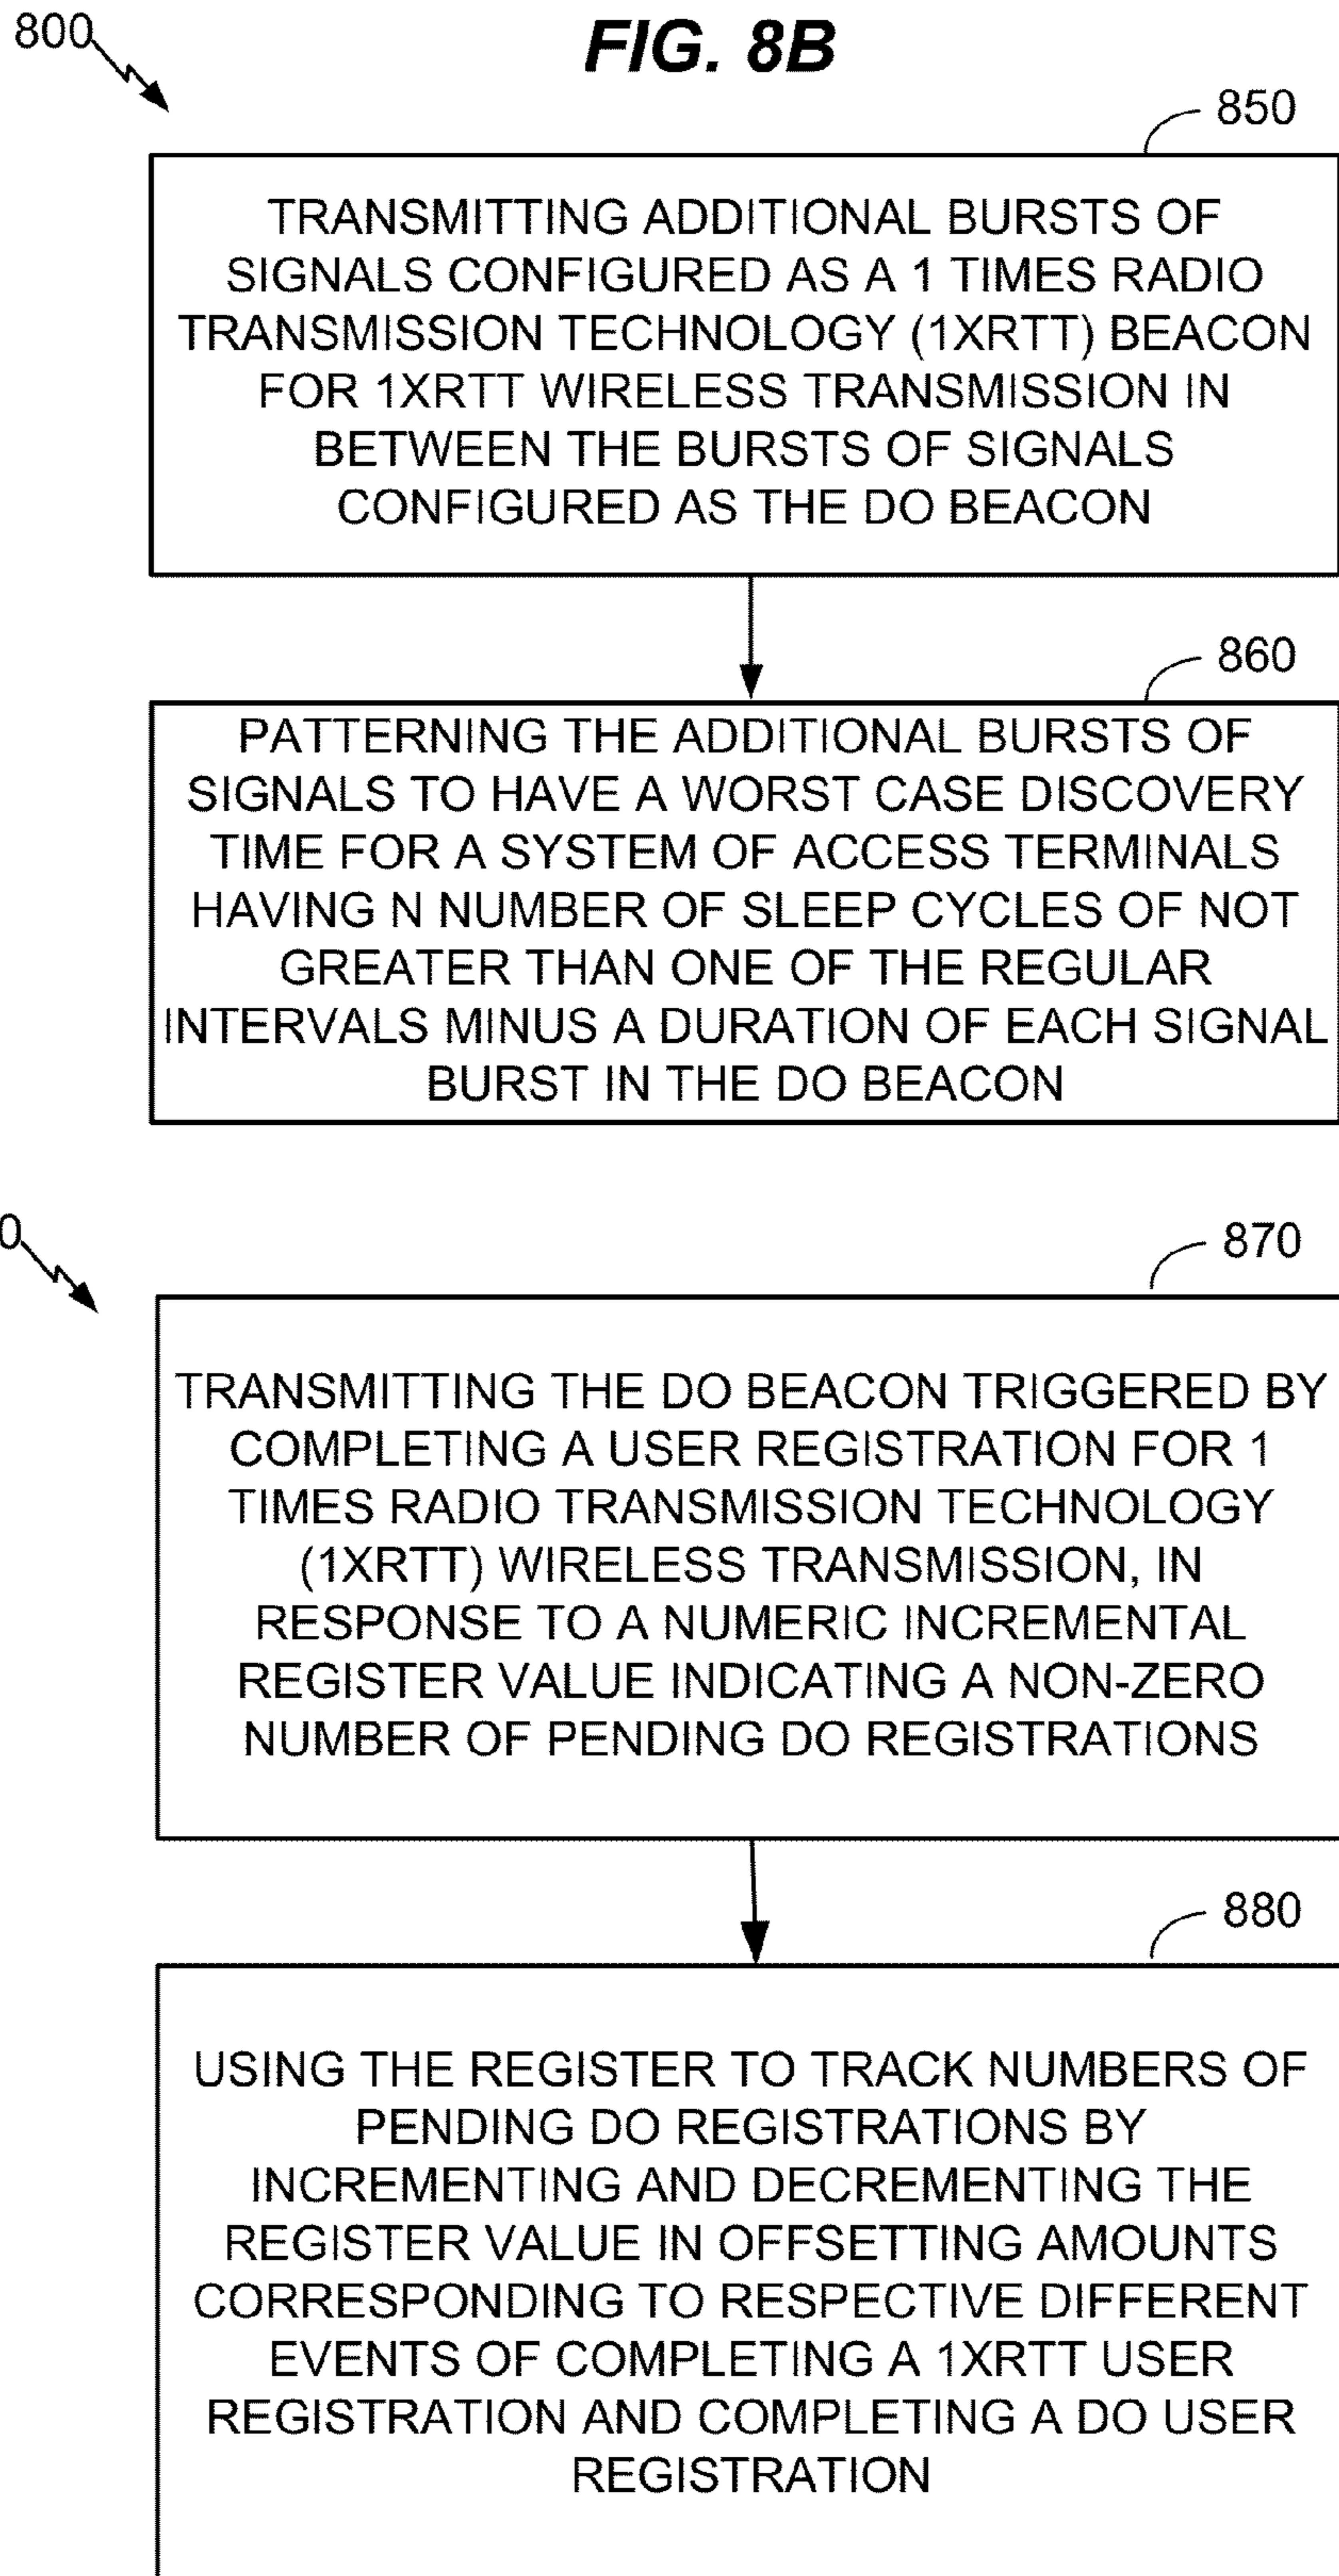 800
FIG. 8B
850
TRANSMITTING ADDITIONAL BURSTS OF
SIGNALS CONFIGURED AS A 1 TIMES RADIO
TRANSMISSION TECHNOLOGY (1XRTT) BEACON
FOR 1XRTT WIRELESS TRANSMISSION IN
BETWEEN THE BURSTS OF SIGNALS
CONFIGURED AS THE DO BEACON
860
PATTERNING THE ADDITIONAL BURSTS OF
SIGNALS TO HAVE A WORST CASE DISCOVERY
TIME FOR A SYSTEM OF ACCESS TERMINALS
HAVING N NUMBER OF SLEEP CYCLES OF NOT
GREATER THAN ONE OF THE REGULAR
INTERVALS MINUS A DURATION OF EACH SIGNAL
BURST IN THE DO BEACON
0
870
TRANSMITTING THE DO BEACON TRIGGERED BY
COMPLETING A USER REGISTRATION FOR 1
TIMES RADIO TRANSMISSION TECHNOLOGY
(1XRTT) WIRELESS TRANSMISSION, IN
RESPONSE TO A NUMERIC INCREMENTAL
REGISTER VALUE INDICATING A NON-ZERO
NUMBER OF PENDING DO REGISTRATIONS
880
USING THE REGISTER TO TRACK NUMBERS OF
PENDING DO REGISTRATIONS BY
INCREMENTING AND DECREMENTING THE
REGISTER VALUE IN OFFSETTING AMOUNTS
CORRESPONDING TO RESPECTIVE DIFFERENT
EVENTS OF COMPLETING A 1XRTT USER
REGISTRATION AND COMPLETING A DO USER
REGISTRATION